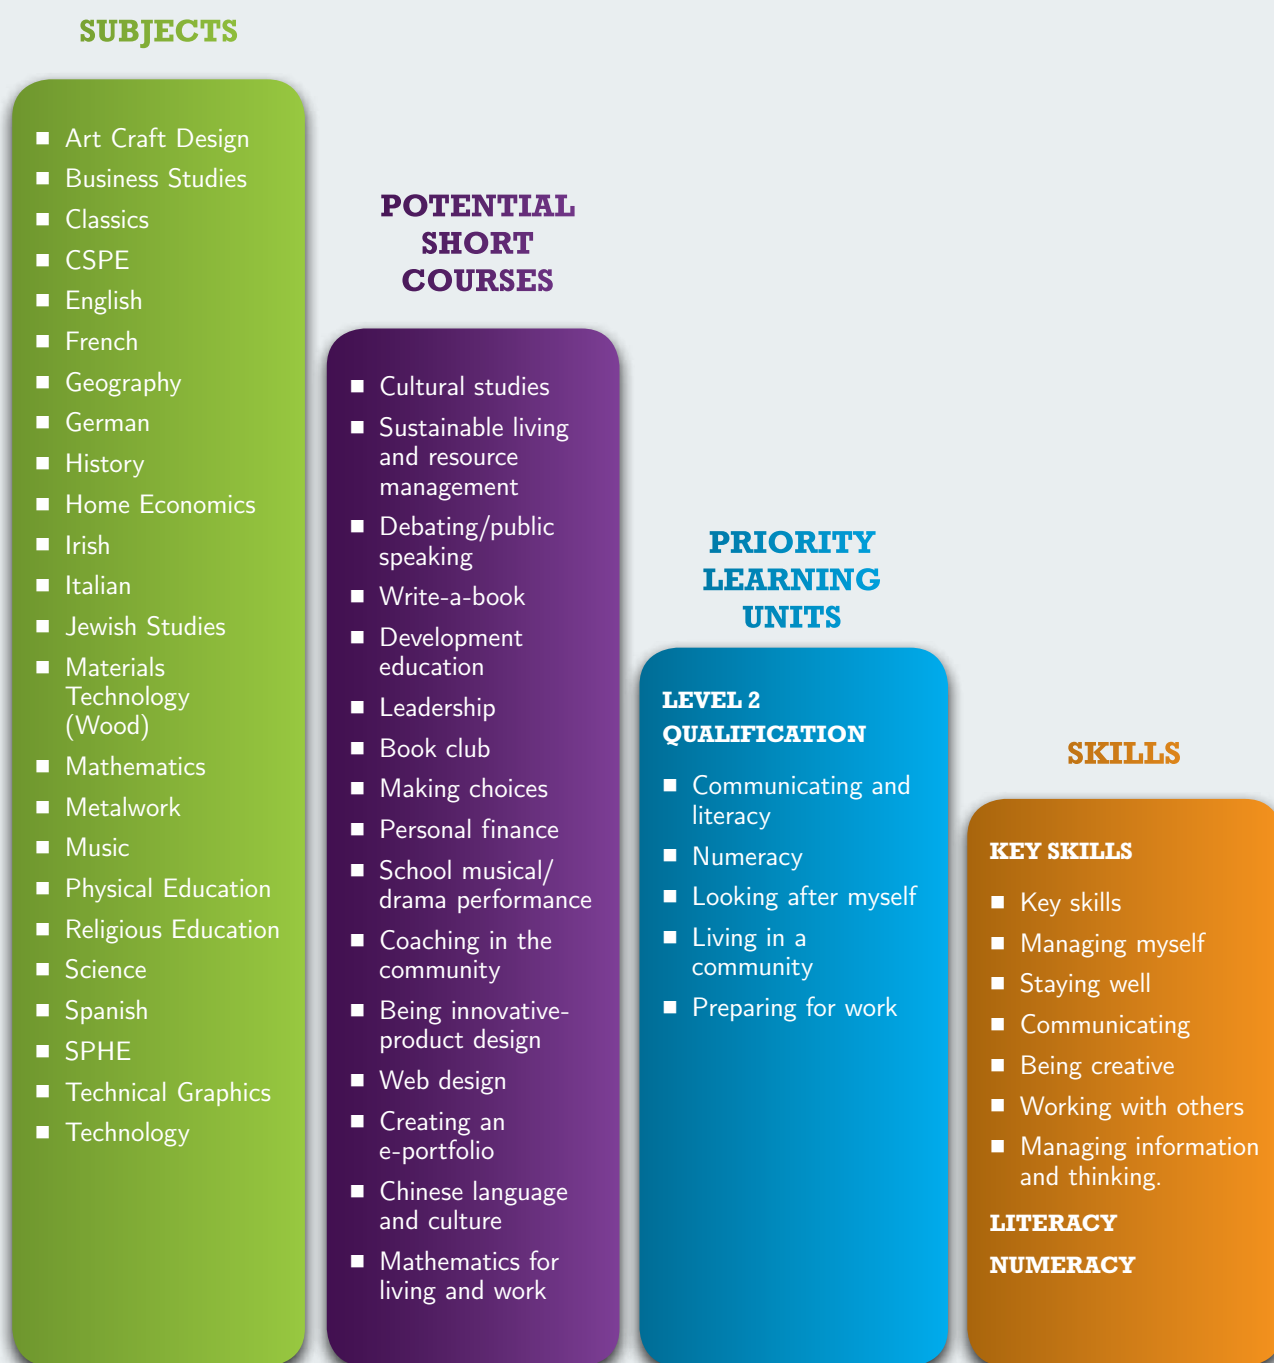 SUBJECTS
Art Craft Design
Business Studies
Classics
CSPE
English
French
Geography
German
History
Home Economics
Irish
Italian
Jewish Studies
Materials
Technology
(Wood)
Mathematics
Metalwork
Music
Physical Education
Religious Education
Science
Spanish
SPHE
Technical Graphics
Technology
POTENTIAL
SHORT
COURSES
Cultural studies
Sustainable living
and resource
management
Debating/public
speaking
Write-a-book
Development
education
Leadership
Book club
Making choices
Personal finance
School musical/
drama performance
Coaching in the
community
Being innovative-
product design
Web design
Creating an
e-portfolio
Chinese language
and culture
Mathematics for
living and work
PRIORITY
LEARNING
UNITS
LEVEL 2
QUALIFICATION
Communicating and
literacy
Numeracy
Looking after myself
Living in a
community
Preparing for work
SKILLS
KEY SKILLS
Key skills
Managing myself
Staying well
Communicating
Being creative
Working with others
Managing information
and thinking.
LITERACY
NUMERACY